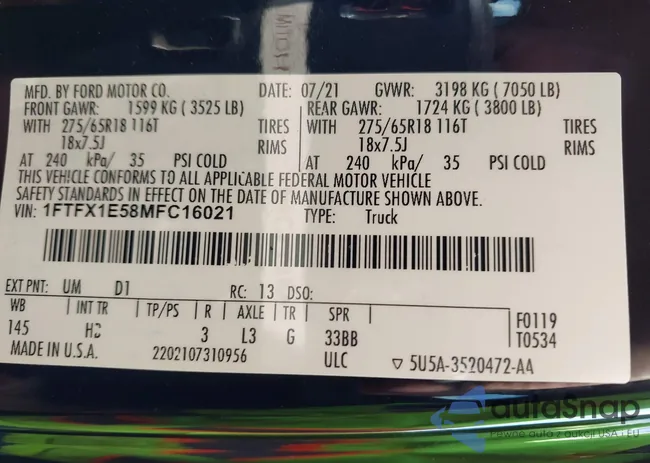 MFD. BY FORD MOTOR CO. DATE: 07/21 GVWR: 3198 KG ( 7050 LB)
FRONT GAWR: 1599 KG ( 3525 LB) REAR GAWR: 1724 KG ( 3800 LB)
WITH 275/65R18 116T TIRES WITH 275/65R18 116T TIRES
18x7.5J RIMS 18x7.5J RIMS
AT 240 kPa/ 35 PSI COLD AT 240 kPa/ 35 PSI COLD
THIS VEHICLE CONFORMS TO ALL APPLICABLE FEDERAL MOTOR VEHICLE
SAFETY STANDARDS IN EFFECT ON THE DATE OF MANUFACTURE SHOWN ABOVE.
VIN: 1FTFX1E58MFC16021 TYPE: Truck
EXT PNT: UM D1 RC: 13 DSO:
WB INT TR TP/PS R AXLE TR SPR F0119
145 3 L3 G 33BB T0534
MADE IN U.S.A. 2202107310956 ULC 5U5A-3520472-AA
autoSnap
Pewne auto z aukcji USA i EU